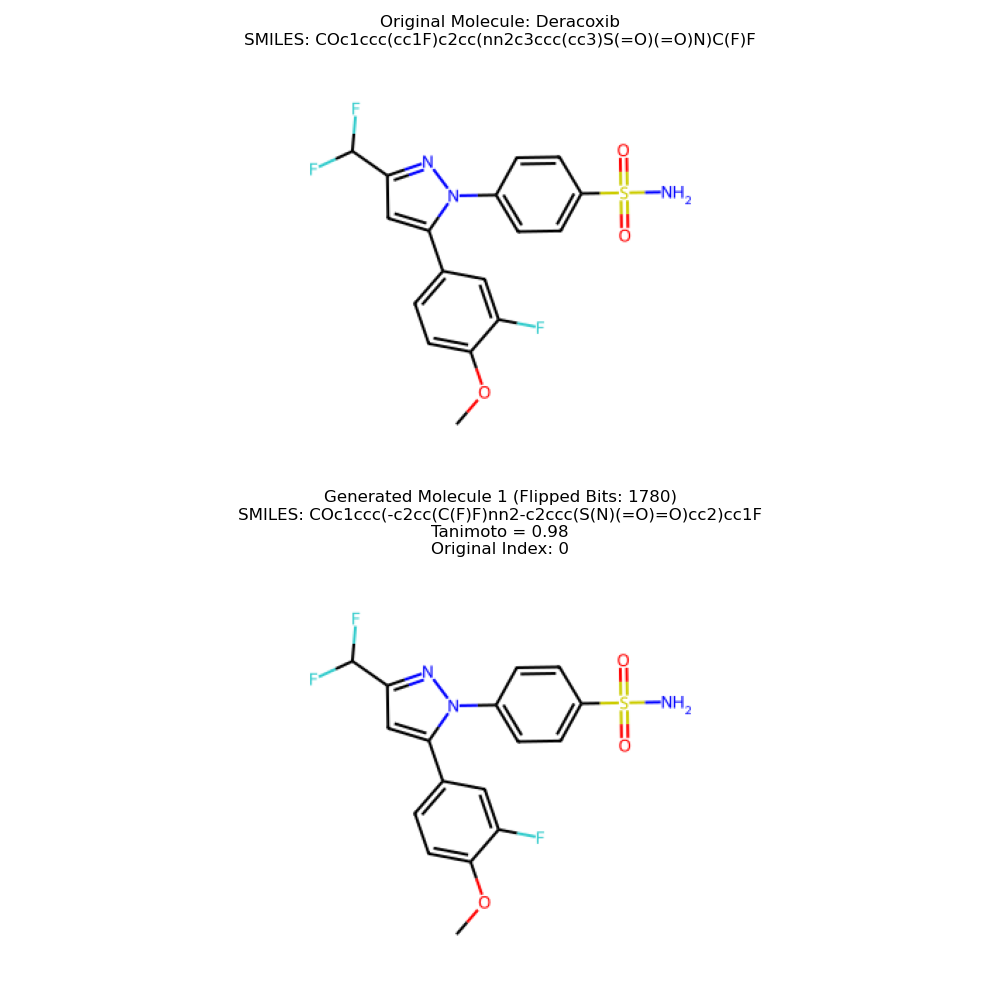 Original Molecule: Deracoxib
SMILES: COc1ccc(cc1F)c2cc(nn2c3ccc(cc3)S(=O)(=O)N)C(F)F
F
F
N
N
O
S
NH2
O
F
O
Generated Molecule 1 (Flipped Bits: 1780)
SMILES: COc1ccc(-c2cc(C(F)F)nn2-c2ccc(S(N)(=O)=O)cc2)cc1F
Tanimoto = 0.98
Original Index: 0
F
F
N
N
O
S
NH2
O
F
O